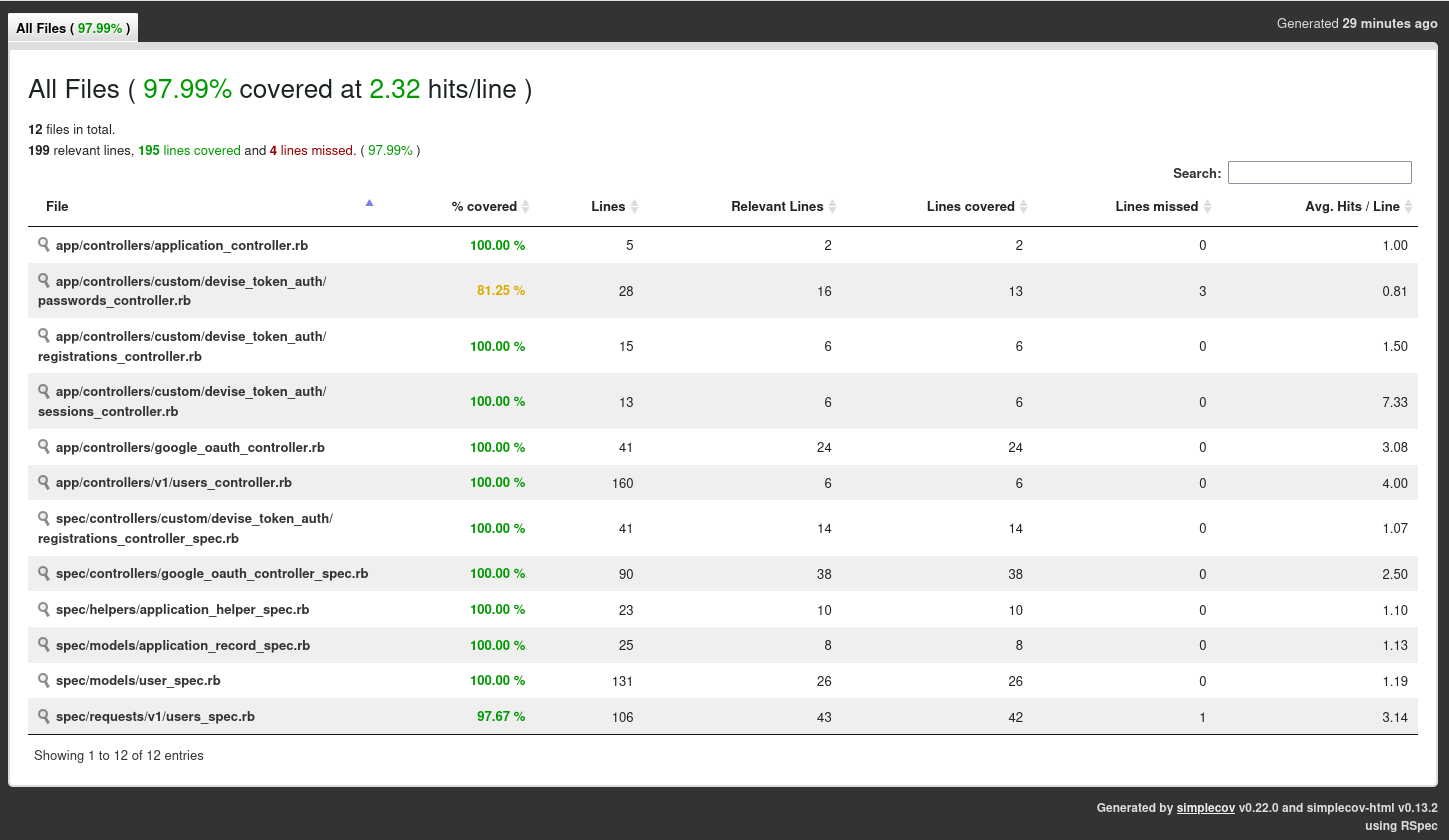 All Files ( 97.99% )
Generated 29 minutes ago
All Files ( 97.99% covered at 2.32 hits/line )
12 files in total.
199 relevant lines, 195 lines covered and 4 lines missed. ( 97.99% )
Search:
File % covered Lines Relevant Lines Lines covered Lines missed Avg. Hits / Line
app/controllers/application_controller.rb 100.00 % 5 2 2 0 1.00
app/controllers/custom/devise_token_auth/
passwords_controller.rb 81.25 % 28 16 13 3 0.81
app/controllers/custom/devise_token_auth/
registrations_controller.rb 100.00 % 15 6 6 0 1.50
app/controllers/custom/devise_token_auth/
sessions_controller.rb 100.00 % 13 6 6 0 7.33
app/controllers/google_oauth_controller.rb 100.00 % 41 24 24 0 3.08
app/controllers/v1/users_controller.rb 100.00 % 160 6 6 0 4.00
spec/controllers/custom/devise_token_auth/
registrations_controller_spec.rb 100.00 % 41 14 14 0 1.07
spec/controllers/google_oauth_controller_spec.rb 100.00 % 90 38 38 0 2.50
spec/helpers/application_helper_spec.rb 100.00 % 23 10 10 0 1.10
spec/models/application_record_spec.rb 100.00 % 25 8 8 0 1.13
spec/models/user_spec.rb 100.00 % 131 26 26 0 1.19
spec/requests/v1/users_spec.rb 97.67 % 106 43 42 1 3.14
Showing 1 to 12 of 12 entries
Generated by simplecov v0.22.0 and simplecov-html v0.13.2
using RSpec